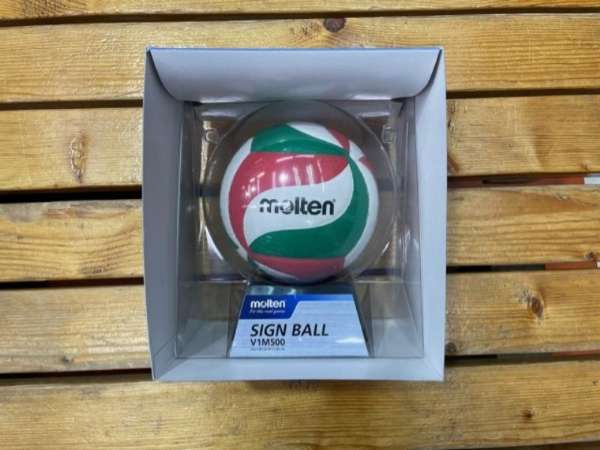 molten
molten
For the real game
SIGN BALL
V1M500